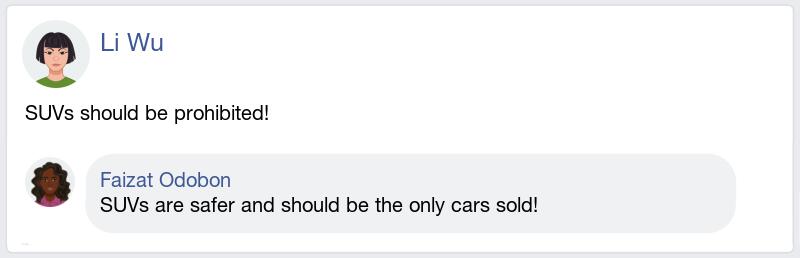 Li Wu
SUVs should be prohibited!
Faizat Odobon
SUVs are safer and should be the only cars sold!